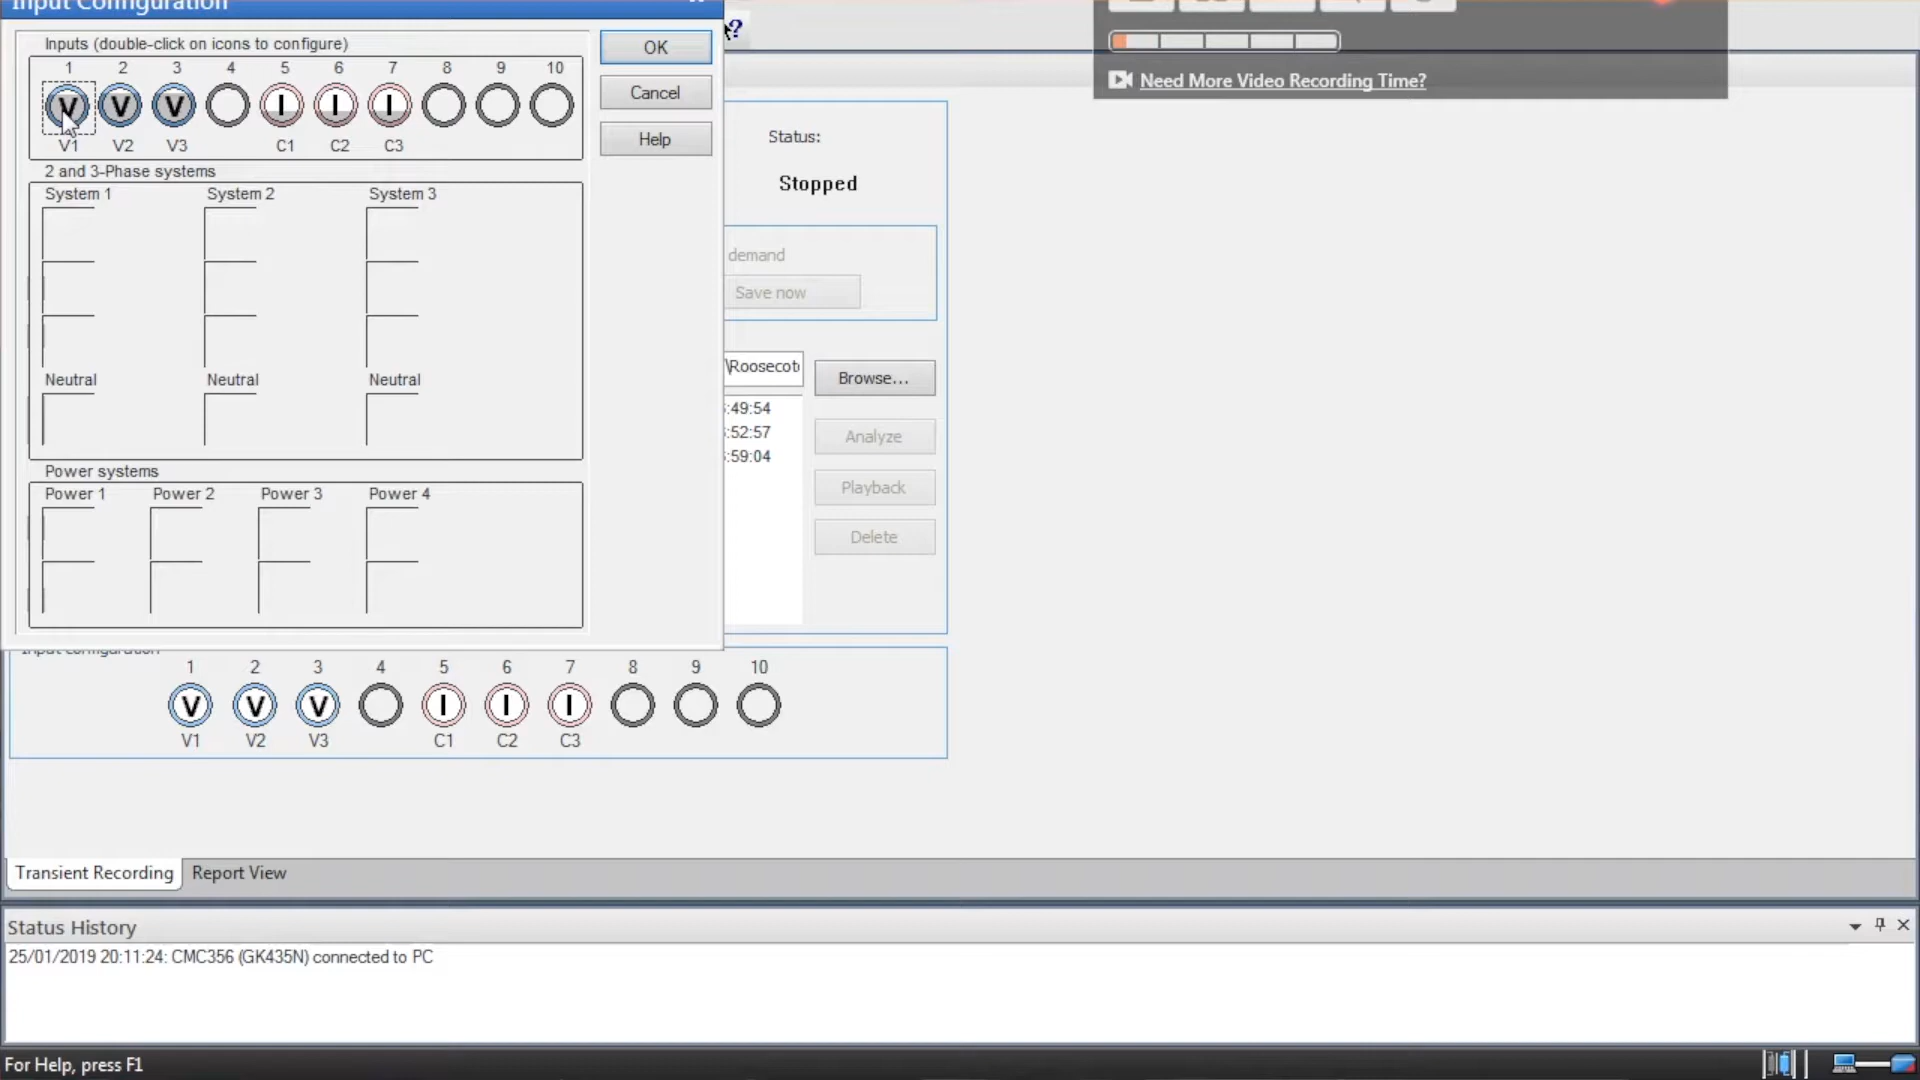 Input Configuration
Inputs (double-click on icons to configure)
1 2 3 4 5 6 7 8 9 10
V V V I I I
V1 V2 V3 C1 C2 C3
OK
Cancel
Help
2 and 3-Phase systems
System 1 System 2 System 3
Neutral Neutral Neutral
Power systems
Power 1 Power 2 Power 3 Power 4
?
Need More Video Recording Time?
Status:
Stopped
demand
Save now
\Roosecot
Browse...
:49:54
:52:57
:59:04
Analyze
Playback
Delete
Input configuration
1 2 3 4 5 6 7 8 9 10
V V V I I I
V1 V2 V3 C1 C2 C3
Transient Recording Report View
Status History
25/01/2019 20:11:24: CMC356 (GK435N) connected to PC
For Help, press F1